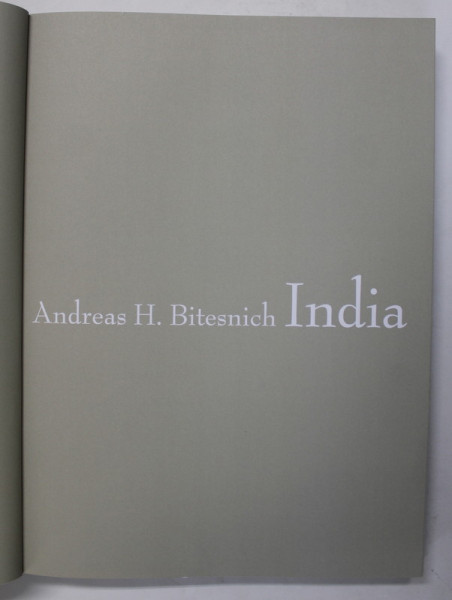 Andreas H. Bitesnich India